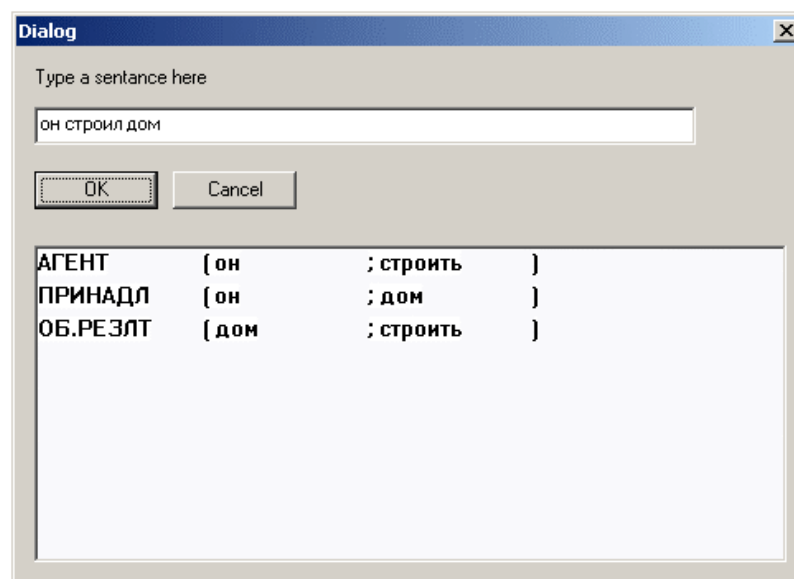 Dialog
Type a sentance here
он строил дом
OK Cancel
АГЕНТ ( он ; строить )
ПРИНАДЛ ( он ; дом )
ОБ.РЕЗЛТ ( дом ; строить )